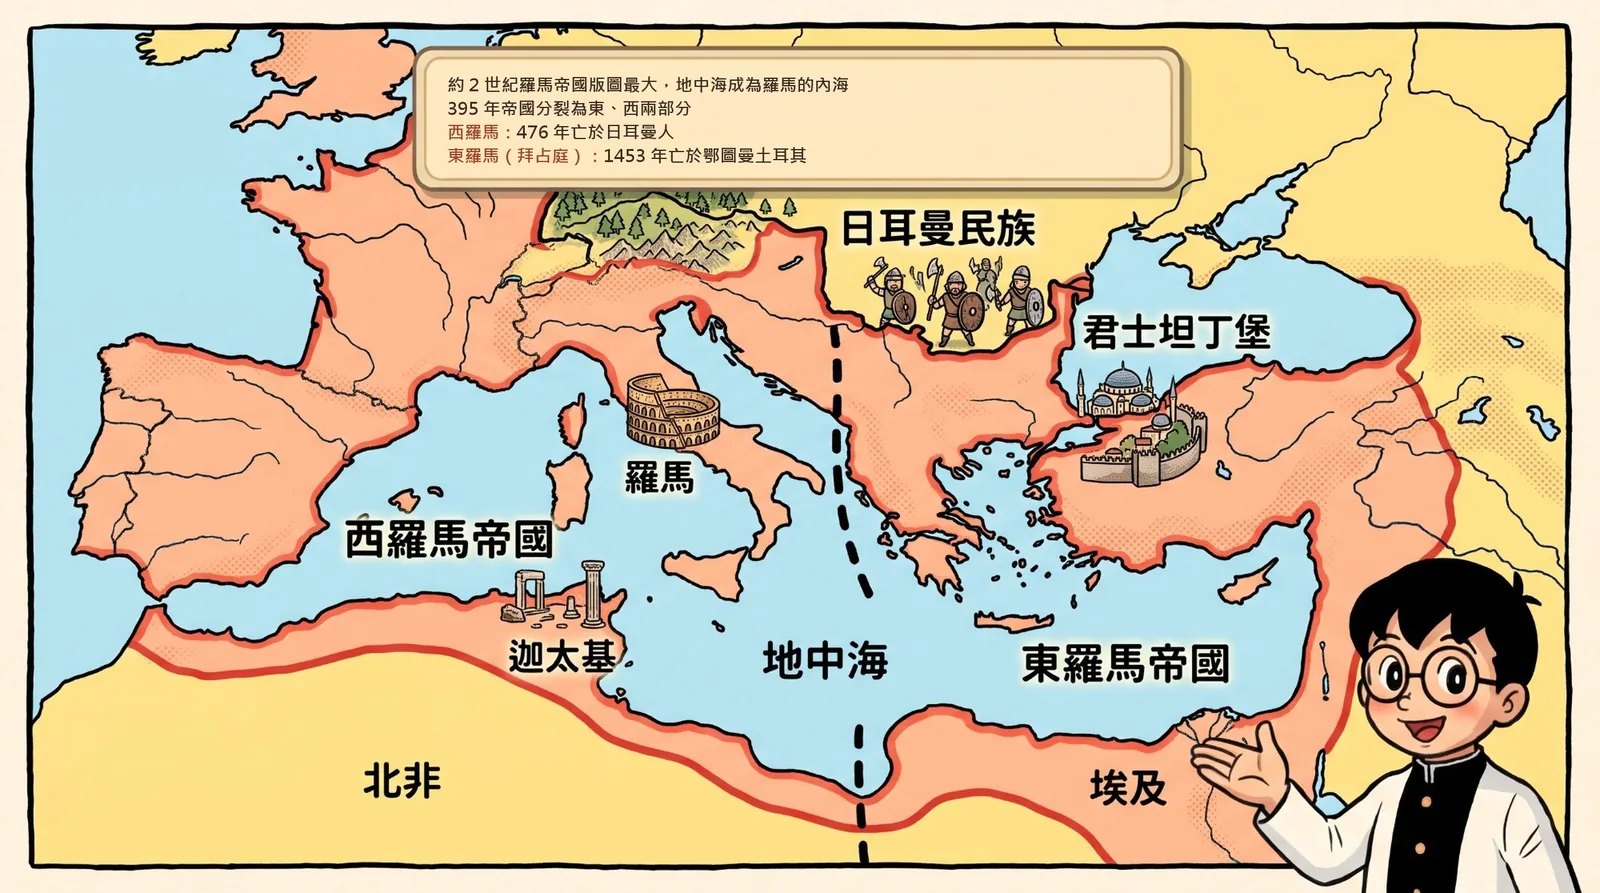 約 2 世紀羅馬帝國版圖最大，地中海成為羅馬的內海
395 年帝國分裂為東、西兩部分
西羅馬：476 年亡於日耳曼人
東羅馬（拜占庭）：1453 年亡於鄂圖曼土耳其
日耳曼民族
君士坦丁堡
羅馬
西羅馬帝國
迦太基
地中海
東羅馬帝國
北非
埃及